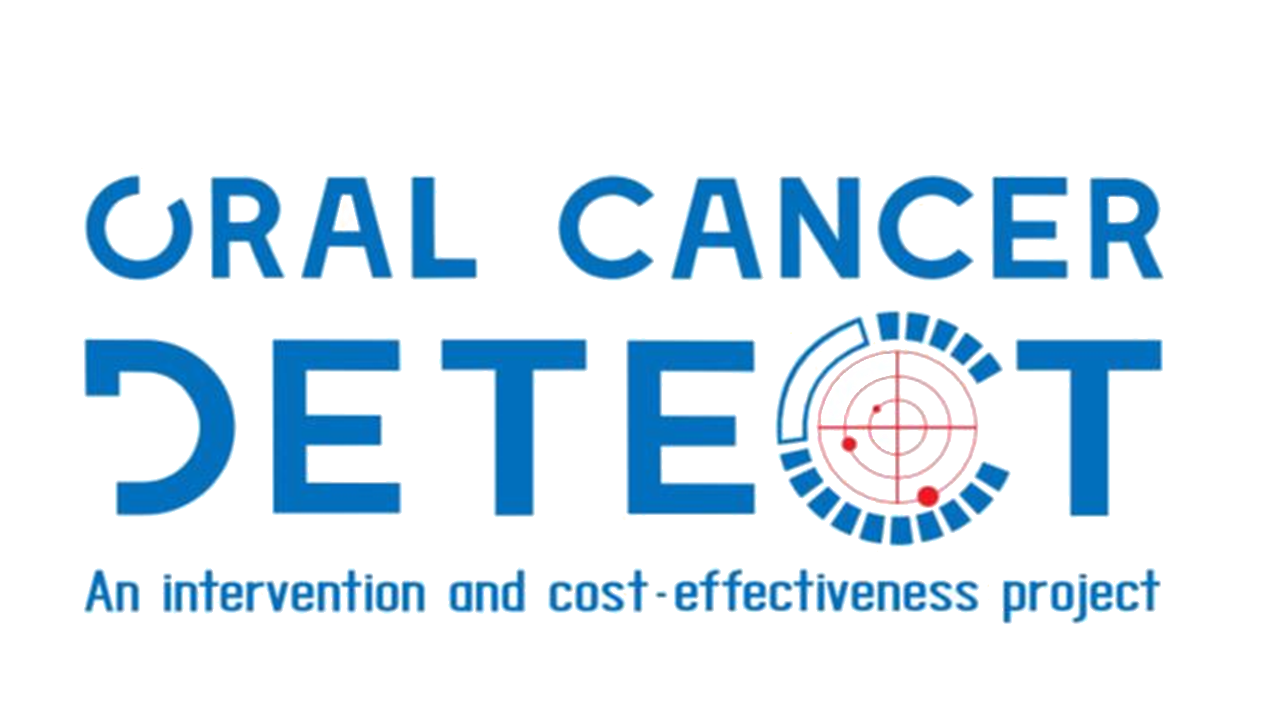 ORAL CANCER
DETECT
An intervention and cost-effectiveness project